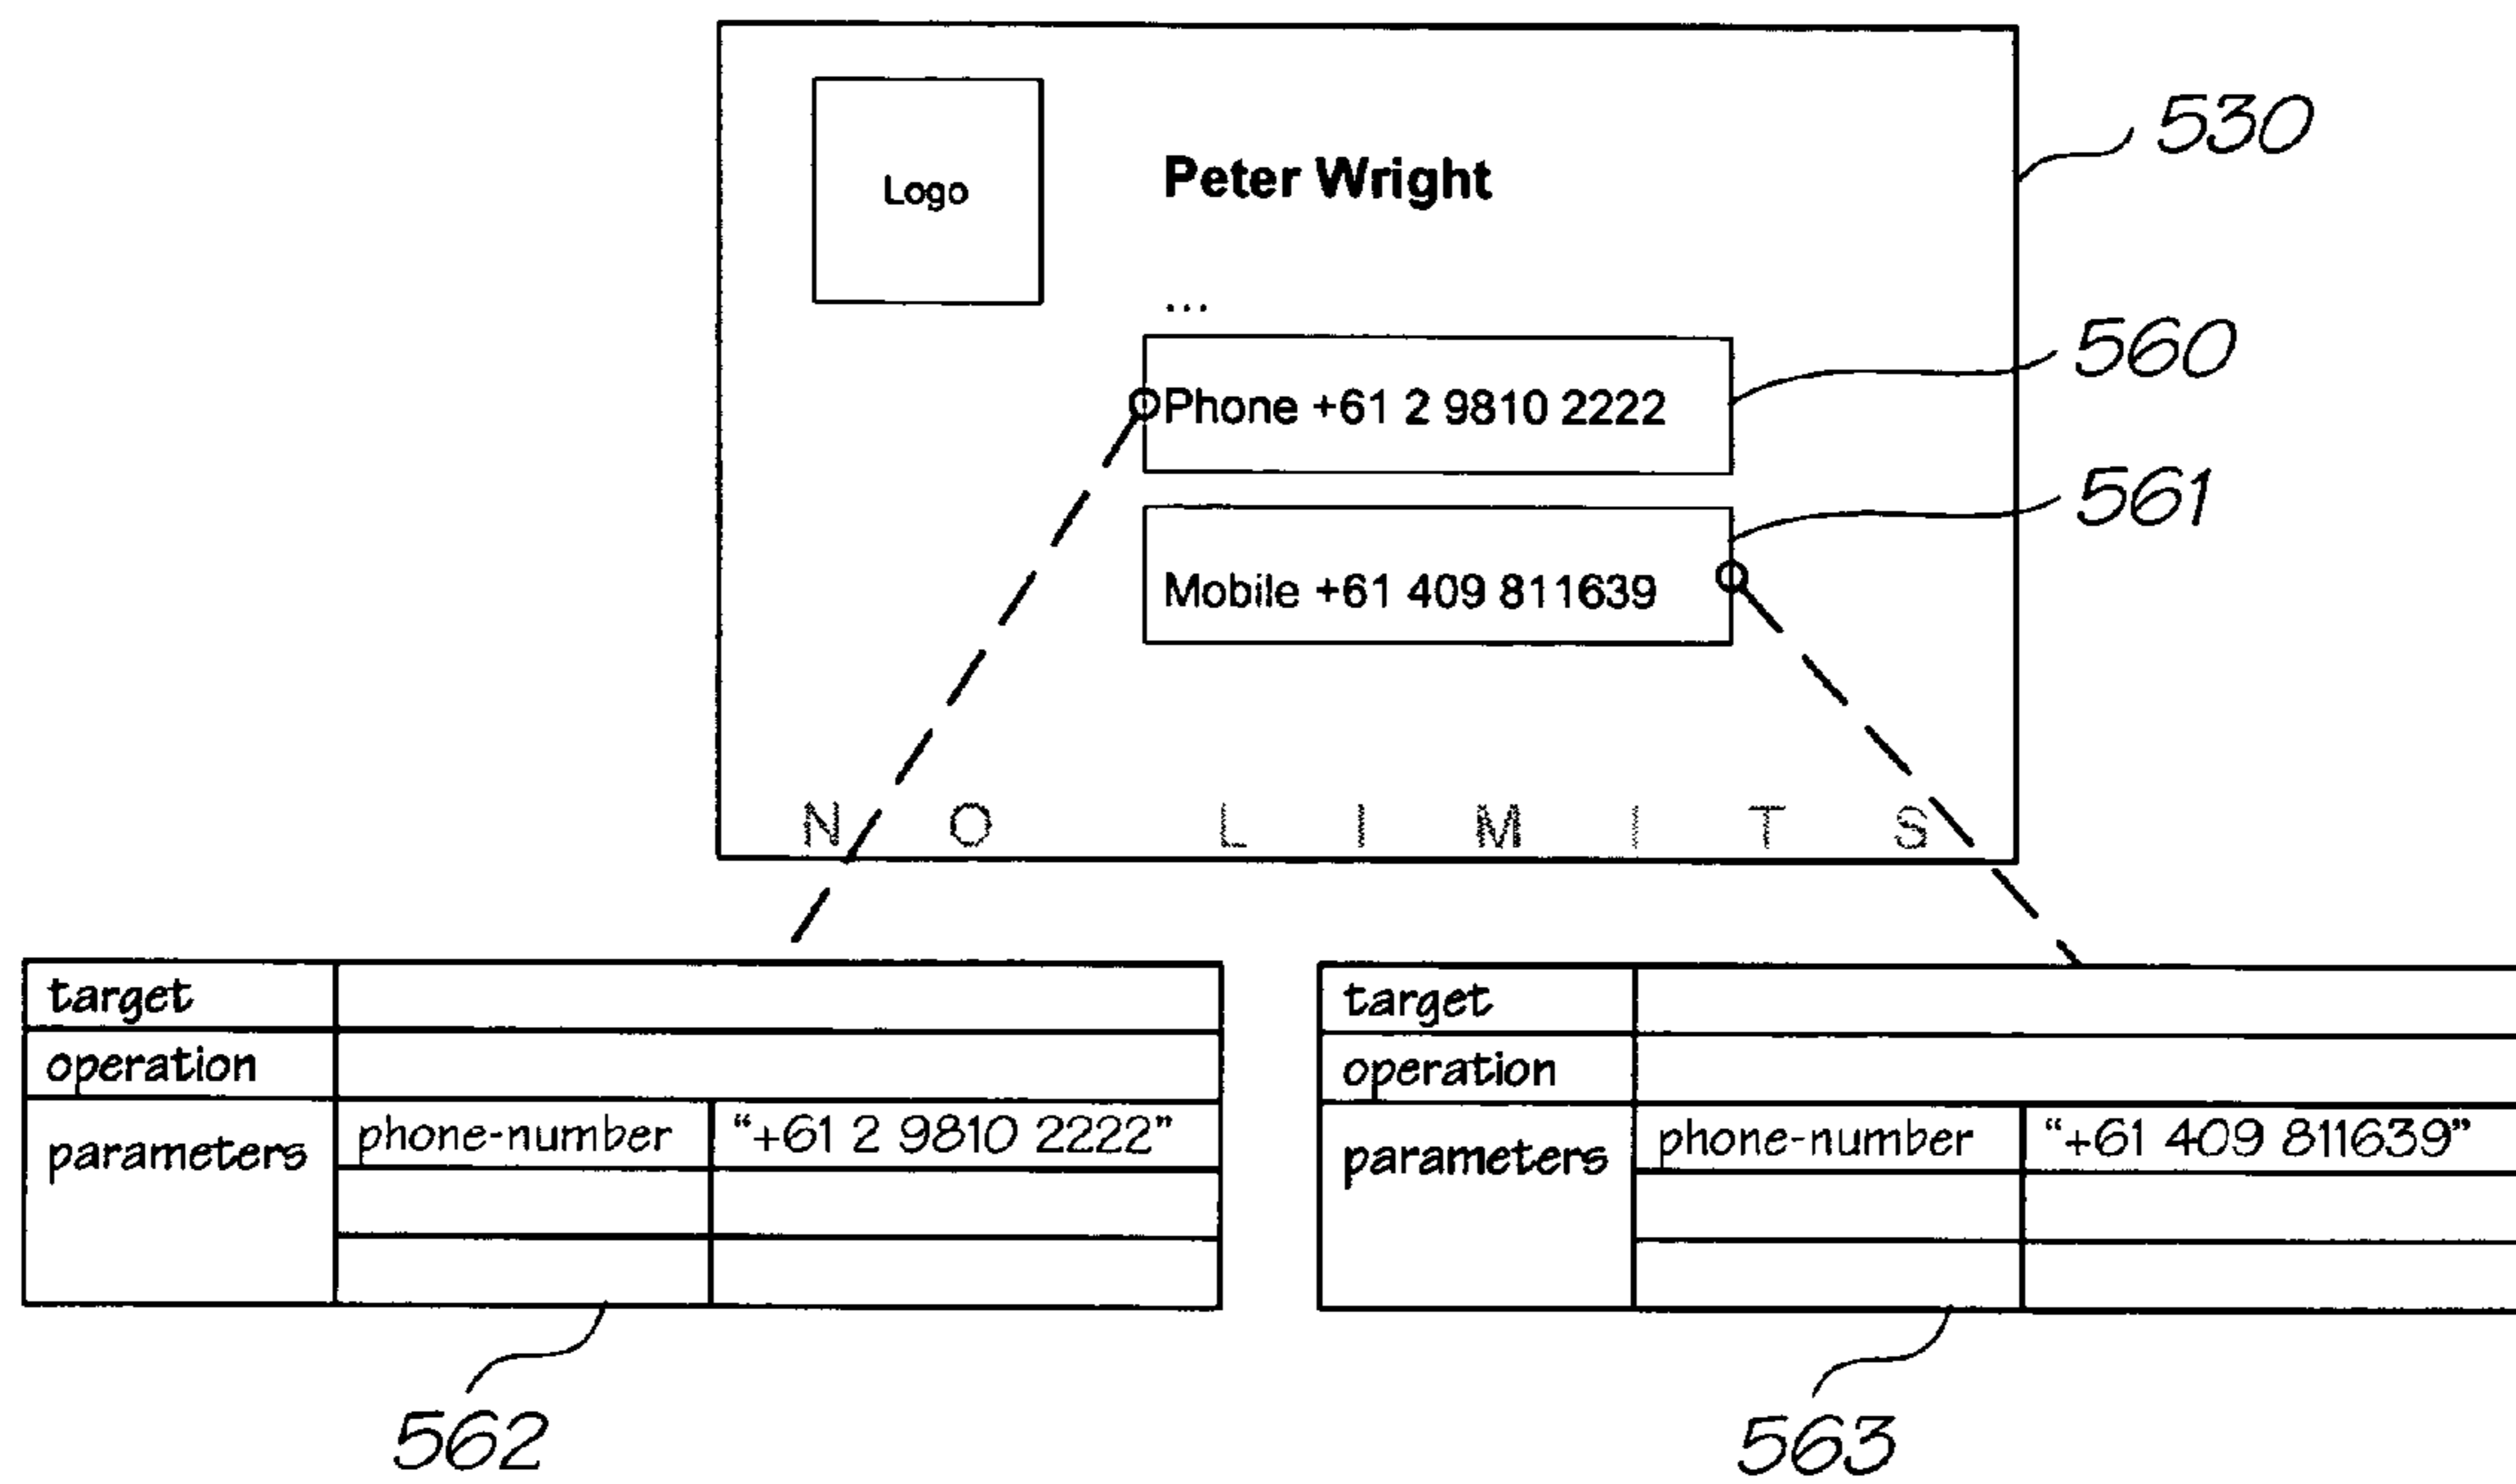 Logo
Peter Wright
530
...
560
Phone +61 2 9810 2222
561
Mobile +61 409 811639
N O L I M I T S
target
operation
parameters phone-number “+61 2 9810 2222”
562
target
operation
parameters phone-number “+61 409 811639”
563